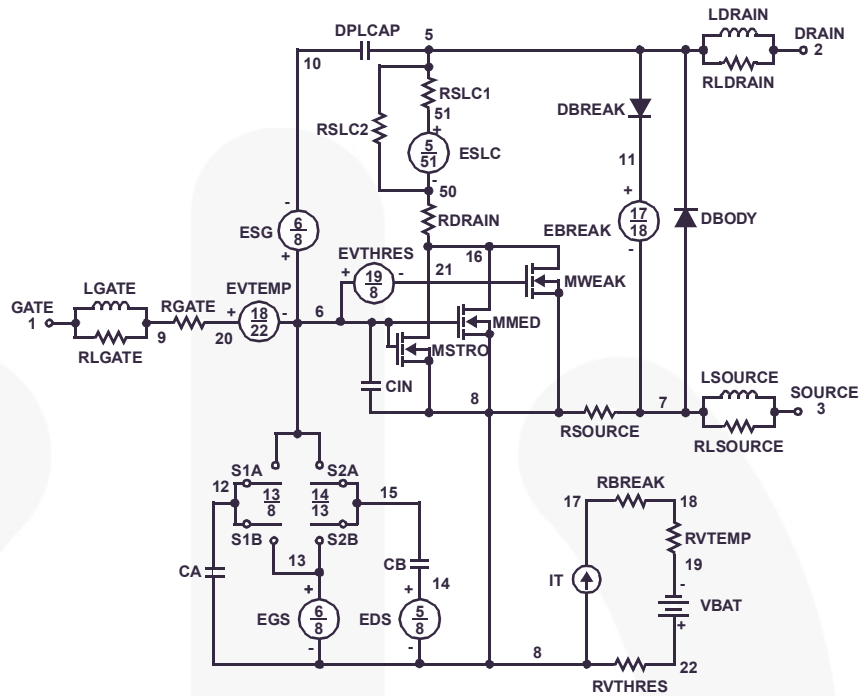 LDRAIN
DPLCAP
5
DRAIN
2
10
RLDRAIN
RSLC1
DBREAK
51
RSLC2
+
5
51
ESLC
11
-
50
-
+
17
18
DBODY
6
8
ESG
RDRAIN
EBREAK
+
EVTHRES
16
-
+
19
8
-
21
MWEAK
LGATE
EVTEMP
GATE
1
RGATE
+
18
22
-
6
MMED
9
20
MSTRO
RLGATE
LSOURCE
CIN
8
7
SOURCE
3
RSOURCE
RLSOURCE
S1A
S2A
12
13
8
14
13
15
RBREAK
17
18
S1B
S2B
RVTEMP
13
CB
19
CA
IT
14
-
+
+
VBAT
EGS
6
8
EDS
5
8
+
-
-
8
22
RVTHRES